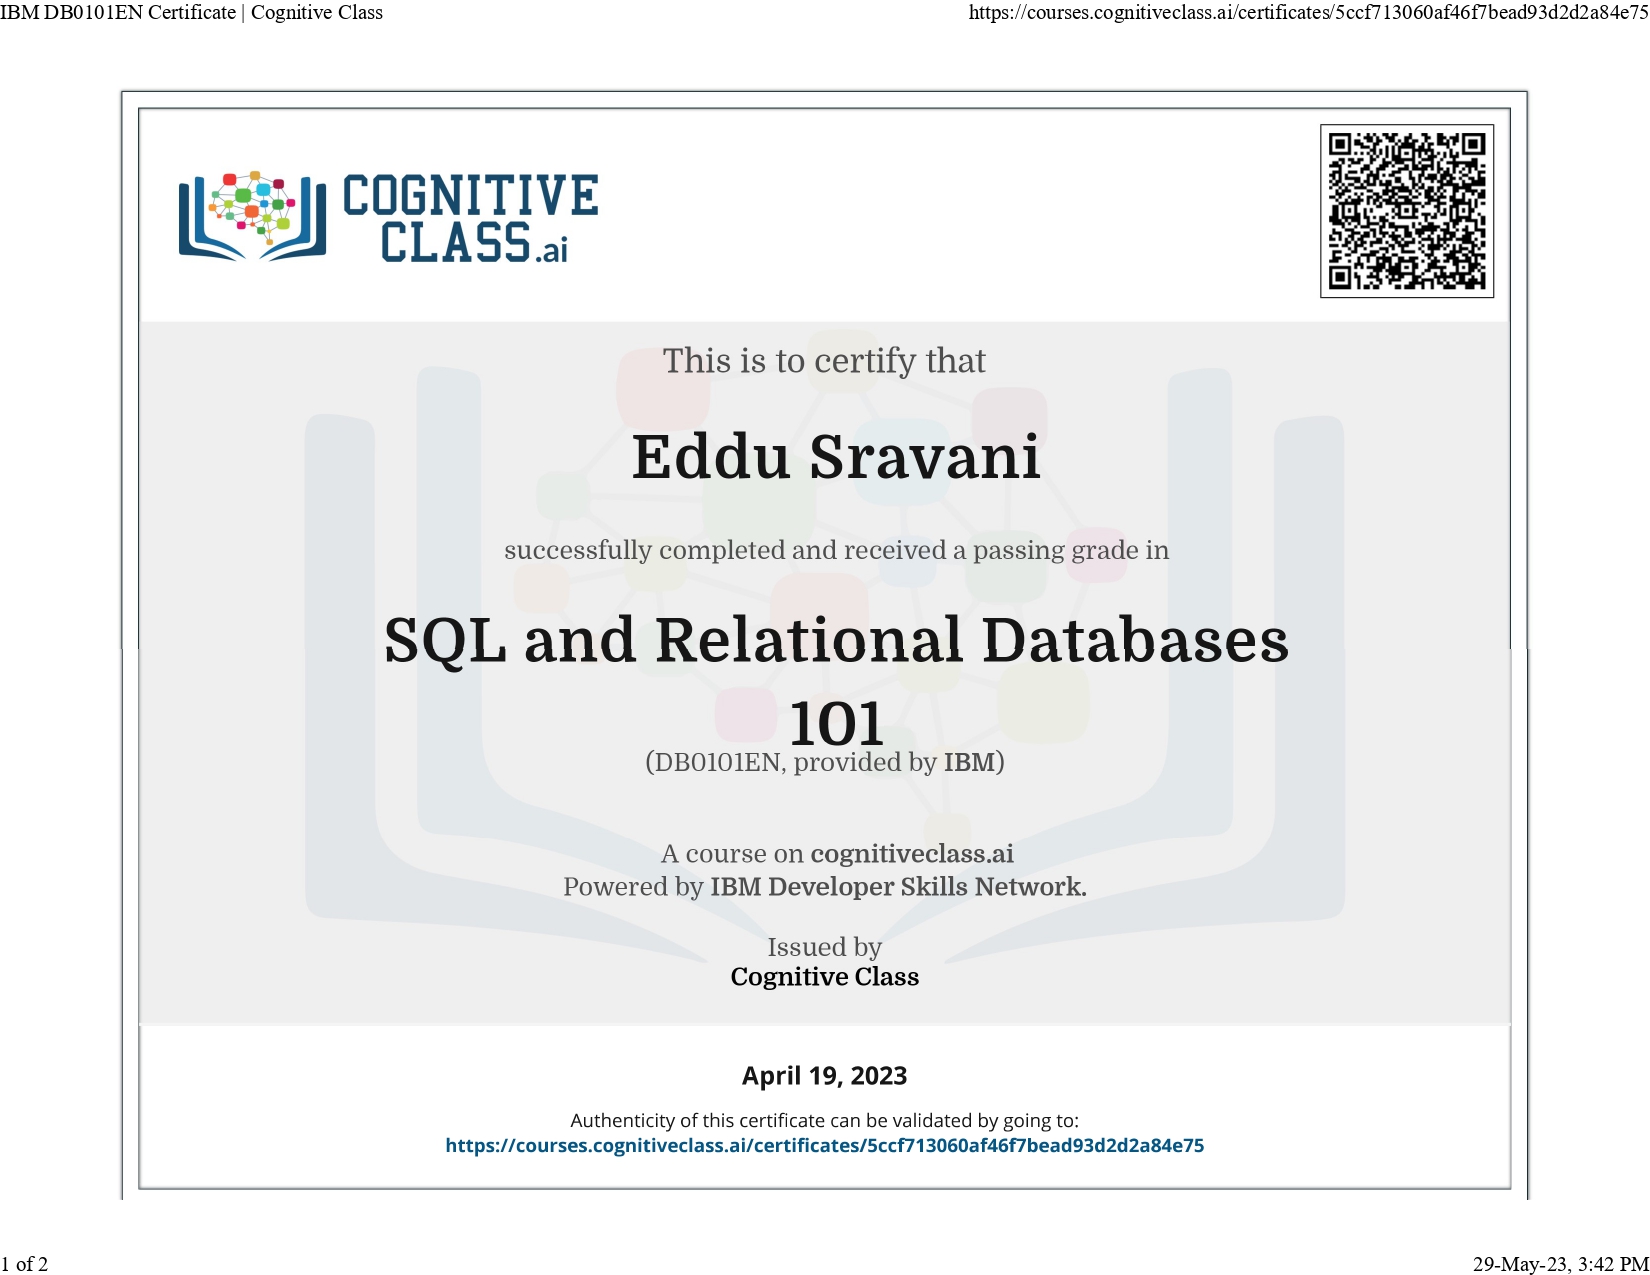 IBM DB0101EN Certificate | Cognitive Class
https://courses.cognitiveclass.ai/certificates/5ccf713060af46f7bead93d2d2a84e75
COGNITIVE
CLASS.ai
This is to certify that
Eddu Sravani
successfully completed and received a passing grade in
SQL and Relational Databases
101
(DB0101EN, provided by IBM)
A course on cognitiveclass.ai
Powered by IBM Developer Skills Network.
Issued by
Cognitive Class
April 19, 2023
Authenticity of this certificate can be validated by going to:
https://courses.cognitiveclass.ai/certificates/5ccf713060af46f7bead93d2d2a84e75
1 of 2
29-May-23, 3:42 PM